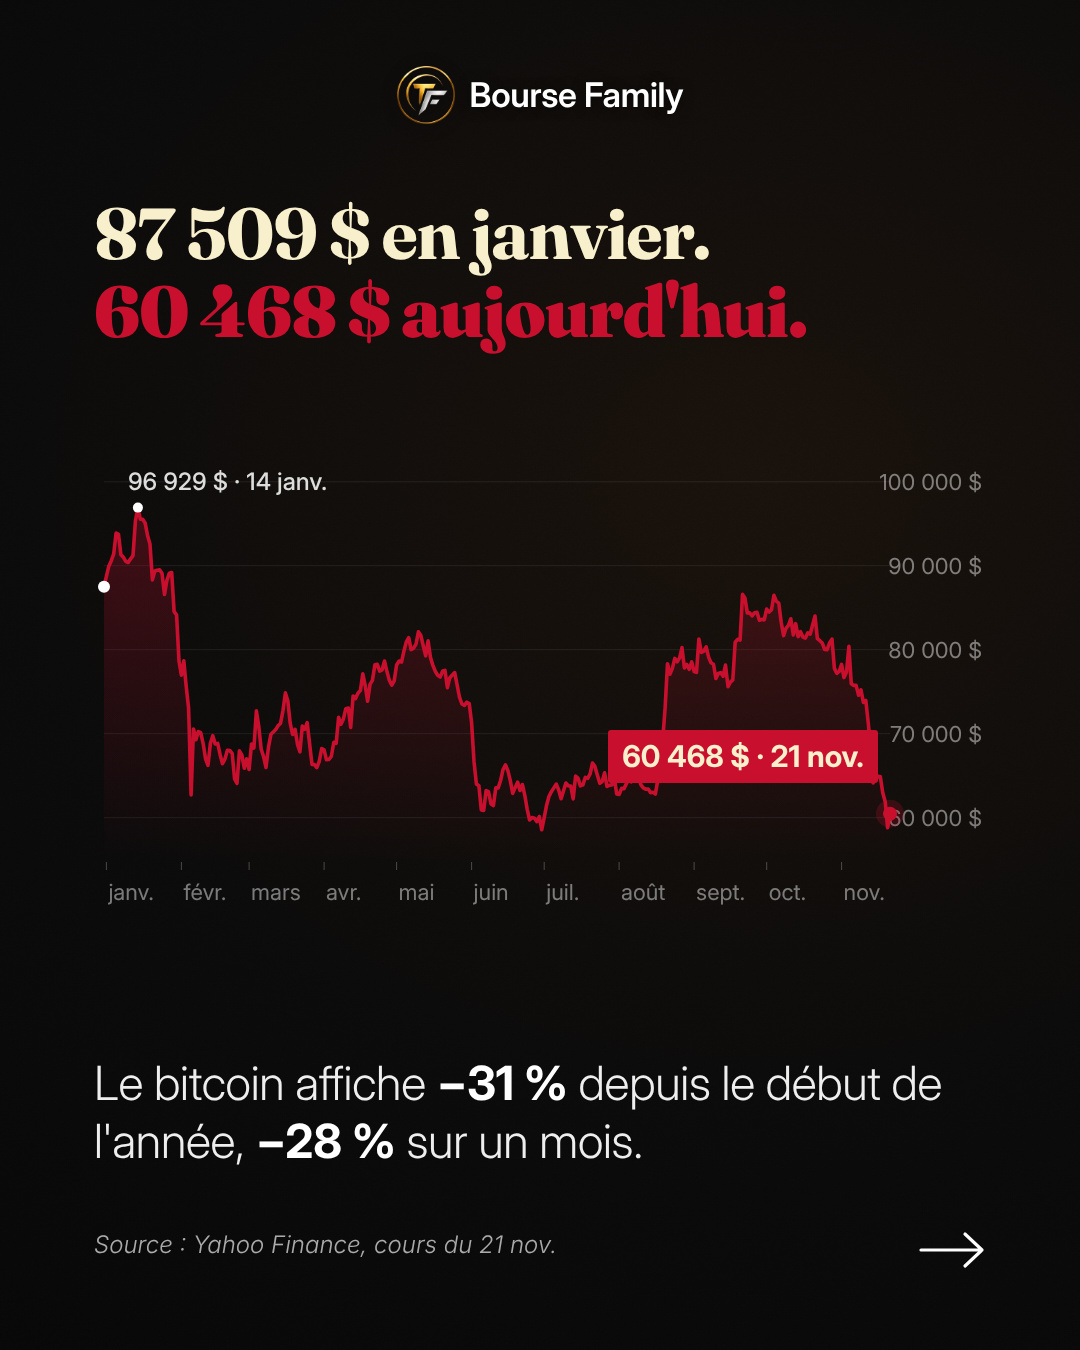 TF Bourse Family
87 509 $ en janvier.
60 468 $ aujourd'hui.
96 929 $ · 14 janv.
100 000 $
90 000 $
80 000 $
70 000 $
60 468 $ · 21 nov.
60 000 $
janv. févr. mars avr. mai juin juil. août sept. oct. nov.
Le bitcoin affiche –31 % depuis le début de
l'année, –28 % sur un mois.
Source : Yahoo Finance, cours du 21 nov.